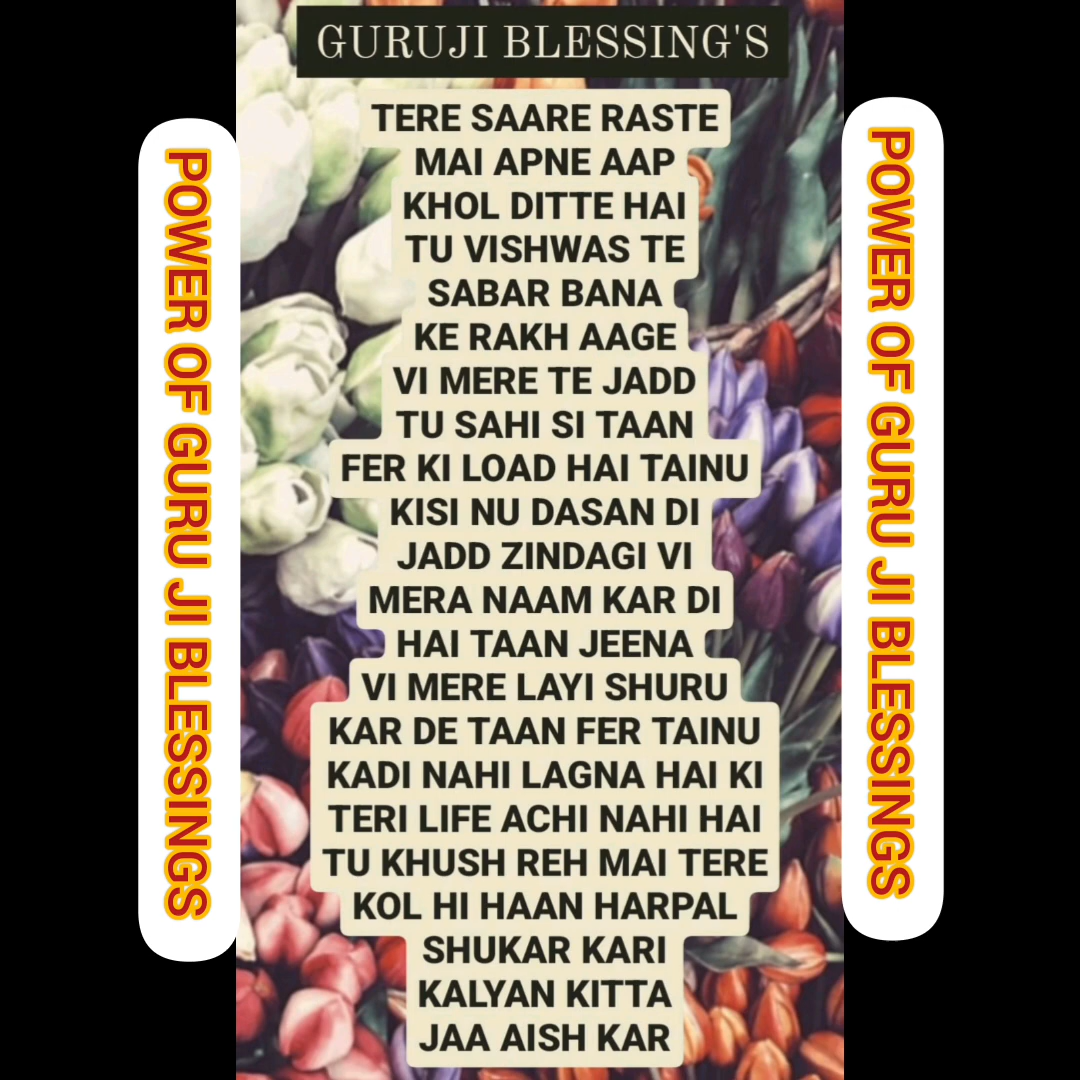 GURUJI BLESSING'S
TERE SAARE RASTE
MAI APNE AAP
KHOL DITTE HAI
TU VISHWAS TE
SABAR BANA
KE RAKH AAGE
VI MERE TE JADD
TU SAHI SI TAAN
FER KI LOAD HAI TAINU
KISI NU DASAN DI
JADD ZINDAGI VI
MERA NAAM KAR DI
HAI TAAN JEENA
VI MERE LAYI SHURU
KAR DE TAAN FER TAINU
KADI NAHI LAGNA HAI KI
TERI LIFE ACHI NAHI HAI
TU KHUSH REH MAI TERE
KOL HI HAAN HARPAL
SHUKAR KARI
KALYAN KITTA
JAA AISH KAR
POWER OF GURU JI BLESSINGS
POWER OF GURU JI BLESSINGS